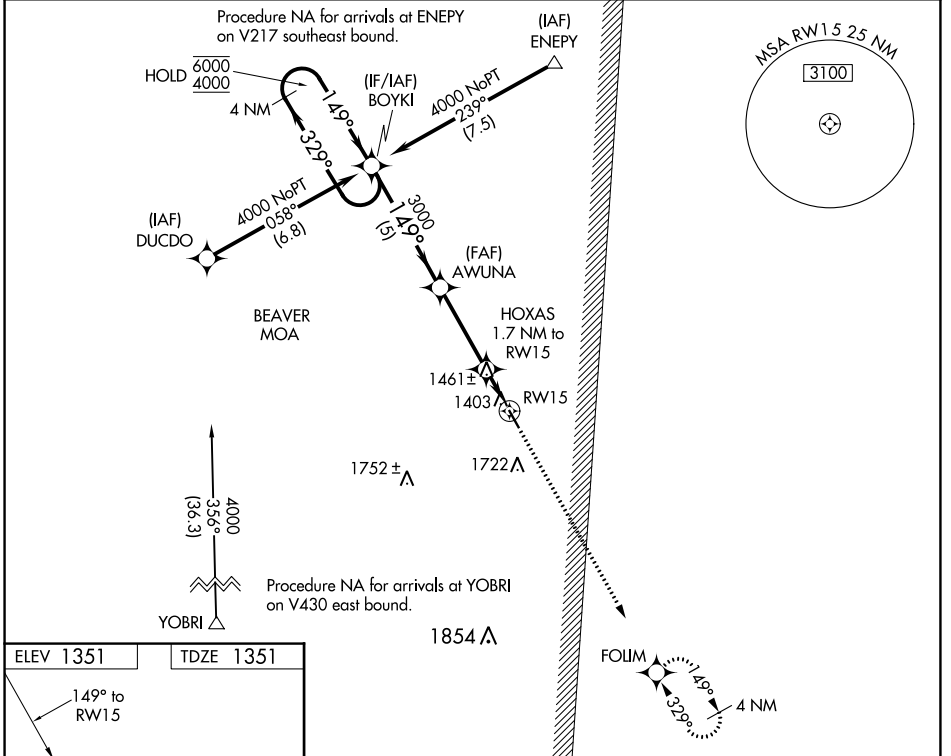 Procedure NA for arrivals at ENEPY
on V217 southeast bound.
(IAF)
ENEPY
MSA RW15 25 NM
3100
HOLD 6000
4000
4 NM
(IF/IAF)
BOYKI
149°
329°
4000 NoPT
239°
(7.5)
4000 NoPT
058°
(6.8)
(IAF)
DUCDO
3000
149°
(5)
(FAF)
AWUNA
BEAVER
MOA
HOXAS
1.7 NM to
RW15
1461±
1403
RW15
1752±
1722
4000
356°
(36.3)
Procedure NA for arrivals at YOBRI
on V430 east bound.
YOBRI
1854
FOLIM
149°
329°
4 NM
ELEV 1351
TDZE 1351
149° to
RW15